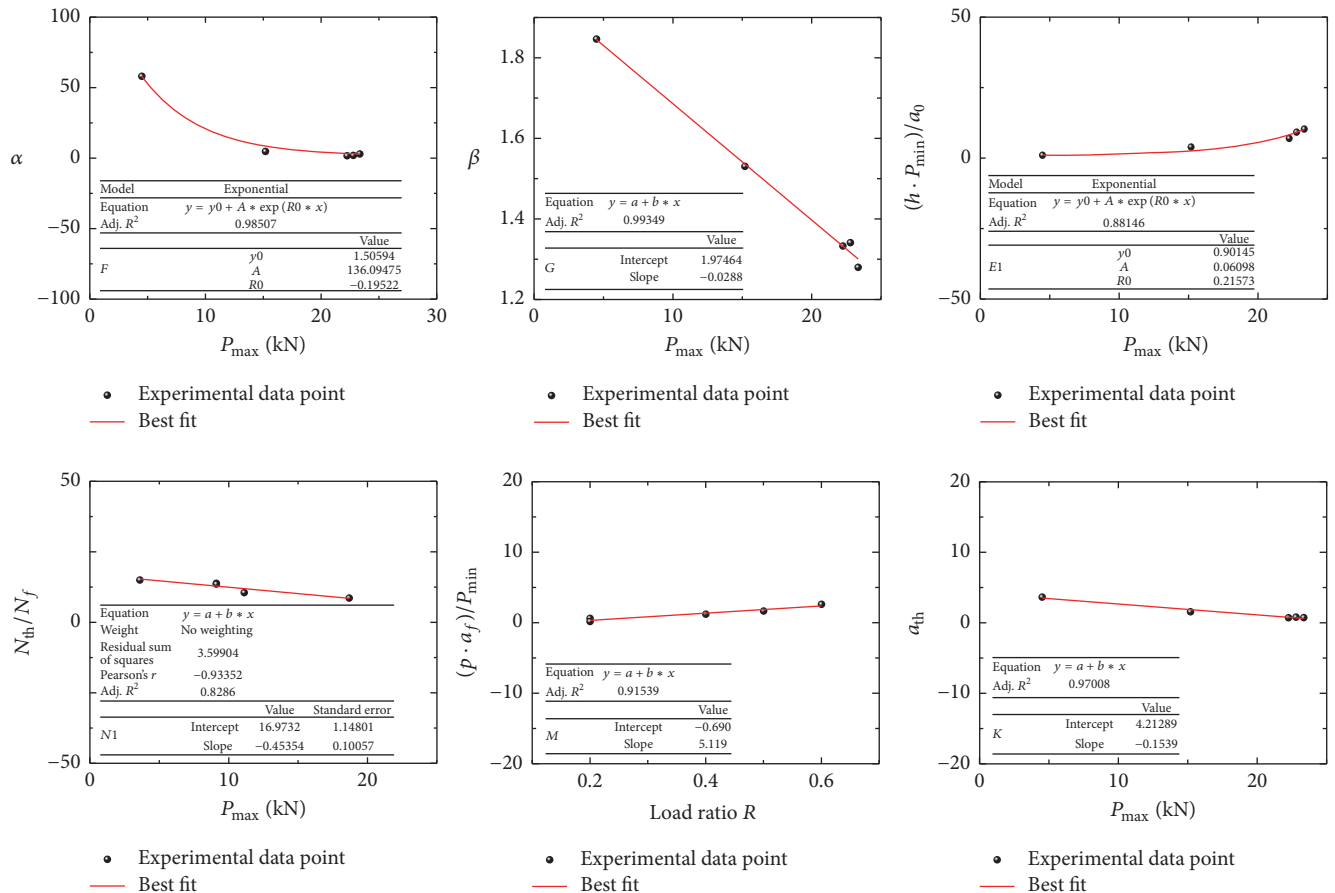 α
100
50
0
−50
−100
Model Exponential
Equation y = y0 + A ∗ exp (R0 ∗ x)
Adj. R² 0.98507
Value
y0 1.50594
F A 136.09475
R0 −0.19522
0 10 20 30
P_max (kN)
Experimental data point
Best fit
β
1.8
1.6
1.4
1.2
Equation y = a + b ∗ x
Adj. R² 0.99349
Value
G Intercept 1.97464
Slope −0.0288
0 10 20
P_max (kN)
Experimental data point
Best fit
(h · P_min)/a_0
50
0
−50
Model Exponential
Equation y = y0 + A ∗ exp (R0 ∗ x)
Adj. R² 0.88146
Value
y0 0.90145
E1 A 0.06098
R0 0.21573
0 10 20
P_max (kN)
Experimental data point
Best fit
N_th/N_f
50
0
−50
Equation y = a + b ∗ x
Weight No weighting
Residual sum
of squares 3.59904
Pearson's r −0.93352
Adj. R² 0.8286
Value Standard error
N1 Intercept 16.9732 1.14801
Slope −0.45354 0.10057
0 10 20
P_max (kN)
Experimental data point
Best fit
(p · a_f)/P_min
20
10
0
−10
−20
Equation y = a + b ∗ x
Adj. R² 0.91539
Value
M Intercept −0.690
Slope 5.119
0.2 0.4 0.6
Load ratio R
Experimental data point
Best fit
a_th
20
10
0
−10
−20
Equation y = a + b ∗ x
Adj. R² 0.97008
Value
K Intercept 4.21289
Slope −0.1539
0 10 20
P_max (kN)
Experimental data point
Best fit